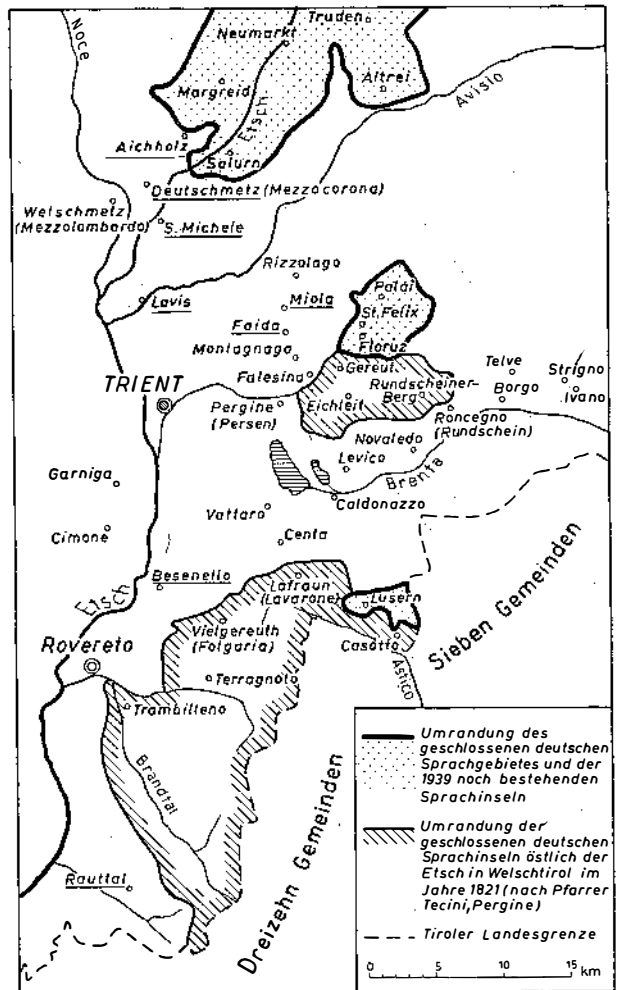 Noce
Truden
Neumarkt
Margreid
Altrei
Etsch
Avisio
Aichholz
Salurn
Deutschmetz (Mezzocorona)
Welschmetz
(Mezzolombardo)
S. Michele
Rizzolago
Lavis
Miola
Palai
St. Felix
Faida
Floruz
Montagnaga
Gereut
Telve
Strigno
Falesina
Rundscheiner-
Berg
Borgo
Ivano
TRIENT
Eichleit
Pergine
(Persen)
Roncegno
(Rundschein)
Novaledo
Levico
Brenta
Garniga
Caldonazzo
Vattaro
Cimone
Centa
Besenello
Etsch
Lafraun
(Lavarone)
Lusern
Sieben Gemeinden
Vielgereuth
(Folgaria)
Casotto
Rovereto
Astico
Terragnolo
Trambilleno
Brandtal
Dreizehn Gemeinden
Rauttal
Umrandung des
geschlossenen deutschen
Sprachgebietes und der
1939 noch bestehenden
Sprachinseln
Umrandung der
geschlossenen deutschen
Sprachinseln östlich der
Etsch in Welschtirol im
Jahre 1821 (nach Pfarrer
Tecini, Pergine)
Tiroler Landesgrenze
0 5 10 15
km